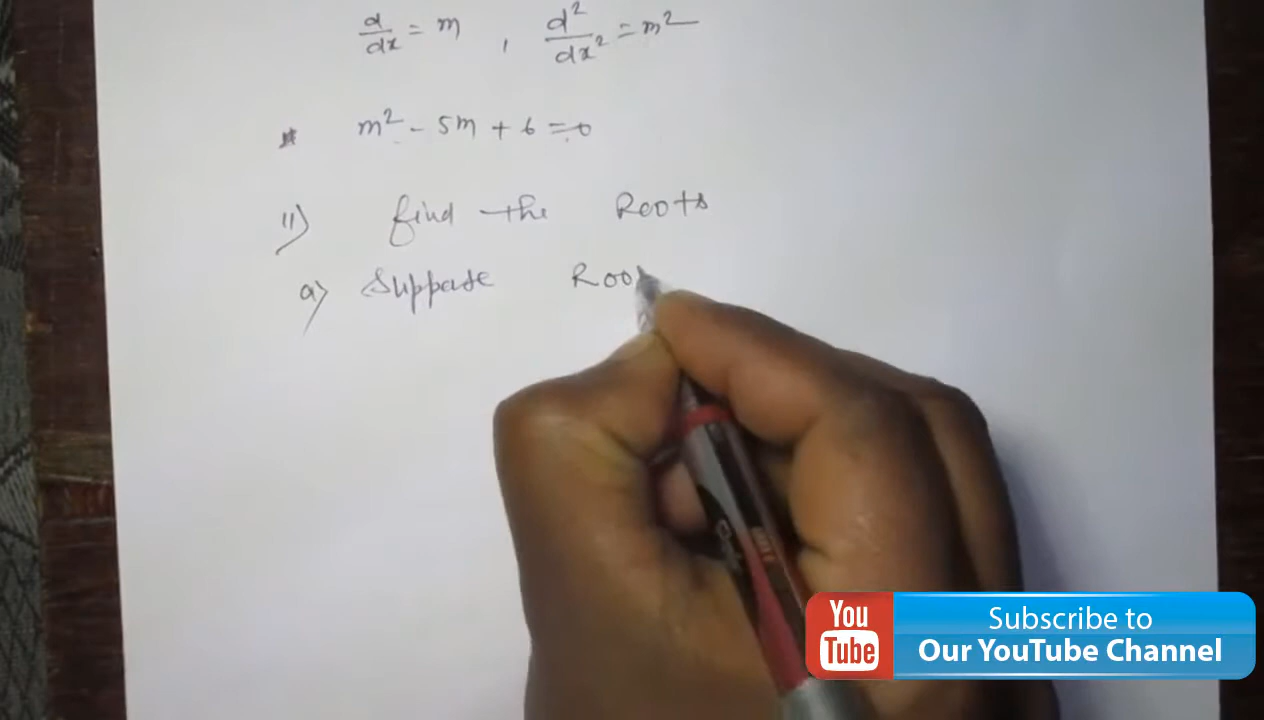 d/dx = m , d²/dx² = m²
m² - 5m + 6 = 0
11) find the Roots
a) Suppose Roo
You Tube
Subscribe to
Our YouTube Channel